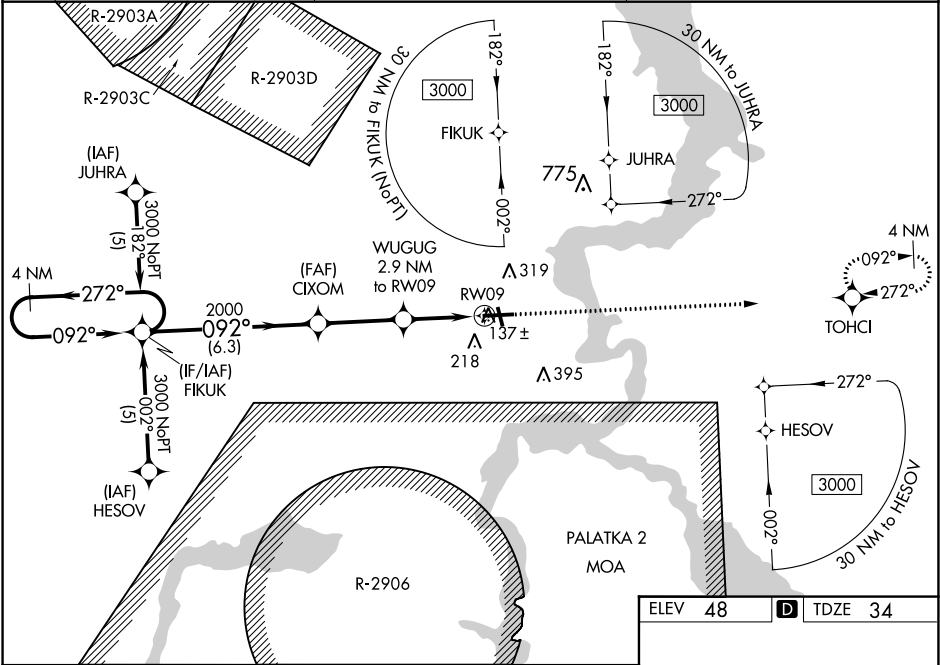 R-2903A
R-2903C
R-2903D
30 NM to FIKUK (NoPT)
3000
182°
FIKUK
002°
30 NM to JUHRA
182°
3000
JUHRA
775
272°
(IAF)
JUHRA
3000 NoPT
182°
(5)
4 NM
272°
092°
2000
092°
(6.3)
(IF/IAF)
FIKUK
3000 NoPT
002°
(5)
(IAF)
HESOV
(FAF)
CIXOM
WUGUG
2.9 NM
to RW09
319
RW09
137±
218
395
4 NM
092°
272°
TOHCI
272°
HESOV
3000
002°
30 NM to HESOV
PALATKA 2
MOA
R-2906
ELEV 48 D TDZE 34